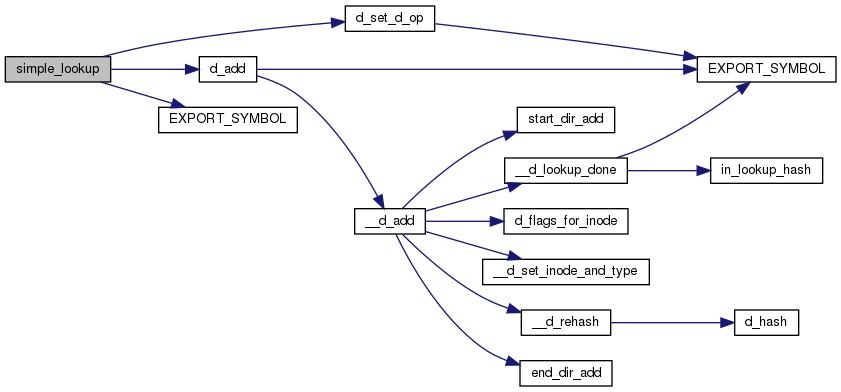 d_set_d_op
simple_lookup
d_add
EXPORT_SYMBOL
EXPORT_SYMBOL
start_dir_add
__d_lookup_done
in_lookup_hash
__d_add
d_flags_for_inode
__d_set_inode_and_type
__d_rehash
d_hash
end_dir_add